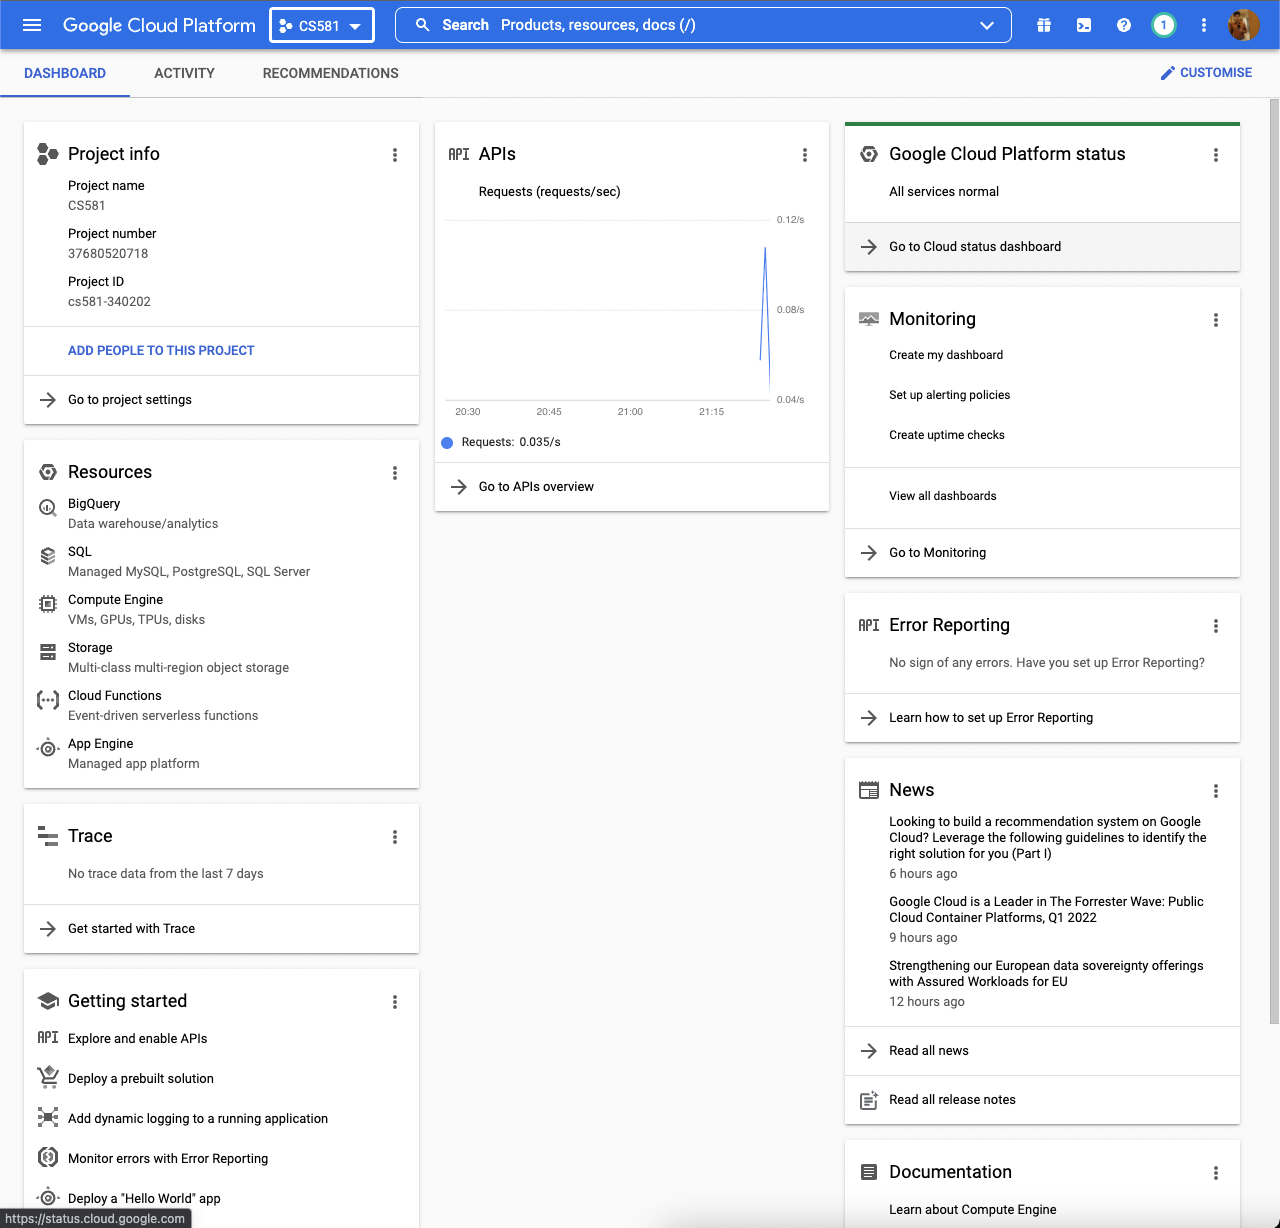 Google Cloud Platform
CS581
Search Products, resources, docs (/)
1
DASHBOARD
ACTIVITY
RECOMMENDATIONS
CUSTOMISE
Project info
Project name
CS581
Project number
37680520718
Project ID
cs581-340202
ADD PEOPLE TO THIS PROJECT
Go to project settings
Resources
BigQuery
Data warehouse/analytics
SQL
Managed MySQL, PostgreSQL, SQL Server
Compute Engine
VMs, GPUs, TPUs, disks
Storage
Multi-class multi-region object storage
Cloud Functions
Event-driven serverless functions
App Engine
Managed app platform
Trace
No trace data from the last 7 days
Get started with Trace
Getting started
API Explore and enable APIs
Deploy a prebuilt solution
Add dynamic logging to a running application
Monitor errors with Error Reporting
Deploy a "Hello World" app
https://status.cloud.google.com
API APIs
Requests (requests/sec)
0.12/s
0.08/s
0.04/s
20:30 20:45 21:00 21:15
Requests: 0.035/s
Go to APIs overview
Google Cloud Platform status
All services normal
Go to Cloud status dashboard
Monitoring
Create my dashboard
Set up alerting policies
Create uptime checks
View all dashboards
Go to Monitoring
API Error Reporting
No sign of any errors. Have you set up Error Reporting?
Learn how to set up Error Reporting
News
Looking to build a recommendation system on Google
Cloud? Leverage the following guidelines to identify the
right solution for you (Part I)
6 hours ago
Google Cloud is a Leader in The Forrester Wave: Public
Cloud Container Platforms, Q1 2022
9 hours ago
Strengthening our European data sovereignty offerings
with Assured Workloads for EU
12 hours ago
Read all news
Read all release notes
Documentation
Learn about Compute Engine